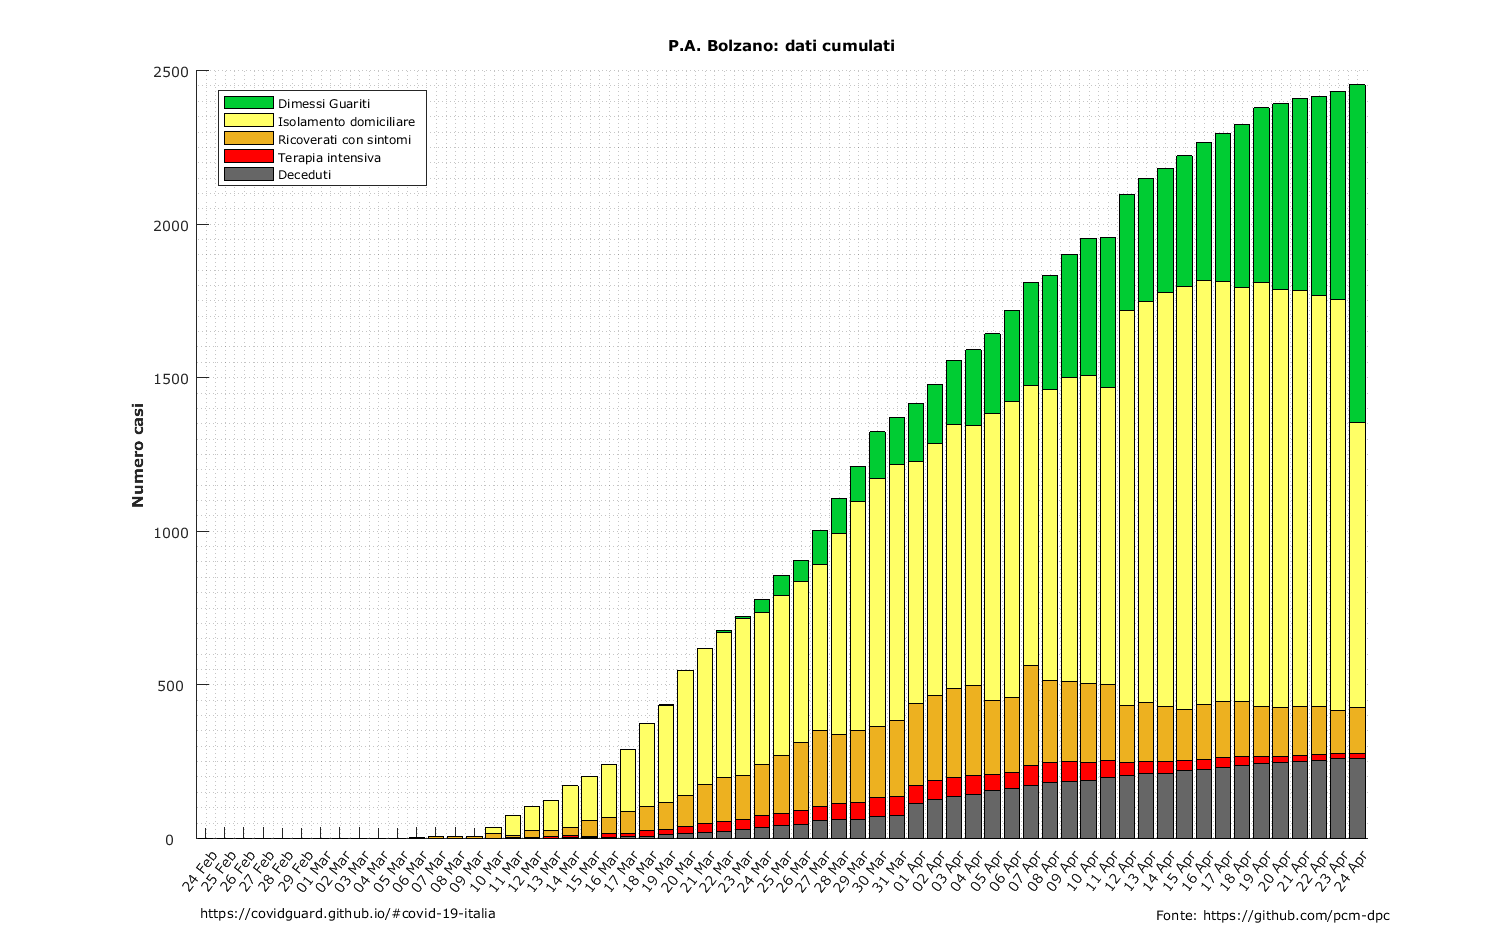 P.A. Bolzano: dati cumulati
2500
2000
1500
1000
500
0
Numero casi
Dimessi Guariti
Isolamento domiciliare
Ricoverati con sintomi
Terapia intensiva
Deceduti
24 Feb
25 Feb
26 Feb
27 Feb
28 Feb
29 Feb
01 Mar
02 Mar
03 Mar
04 Mar
05 Mar
06 Mar
07 Mar
08 Mar
09 Mar
10 Mar
11 Mar
12 Mar
13 Mar
14 Mar
15 Mar
16 Mar
17 Mar
18 Mar
19 Mar
20 Mar
21 Mar
22 Mar
23 Mar
24 Mar
25 Mar
26 Mar
27 Mar
28 Mar
29 Mar
30 Mar
31 Mar
01 Apr
02 Apr
03 Apr
04 Apr
05 Apr
06 Apr
07 Apr
08 Apr
09 Apr
10 Apr
11 Apr
12 Apr
13 Apr
14 Apr
15 Apr
16 Apr
17 Apr
18 Apr
19 Apr
20 Apr
21 Apr
22 Apr
23 Apr
24 Apr
https://covidguard.github.io/#covid-19-italia
Fonte: https://github.com/pcm-dpc